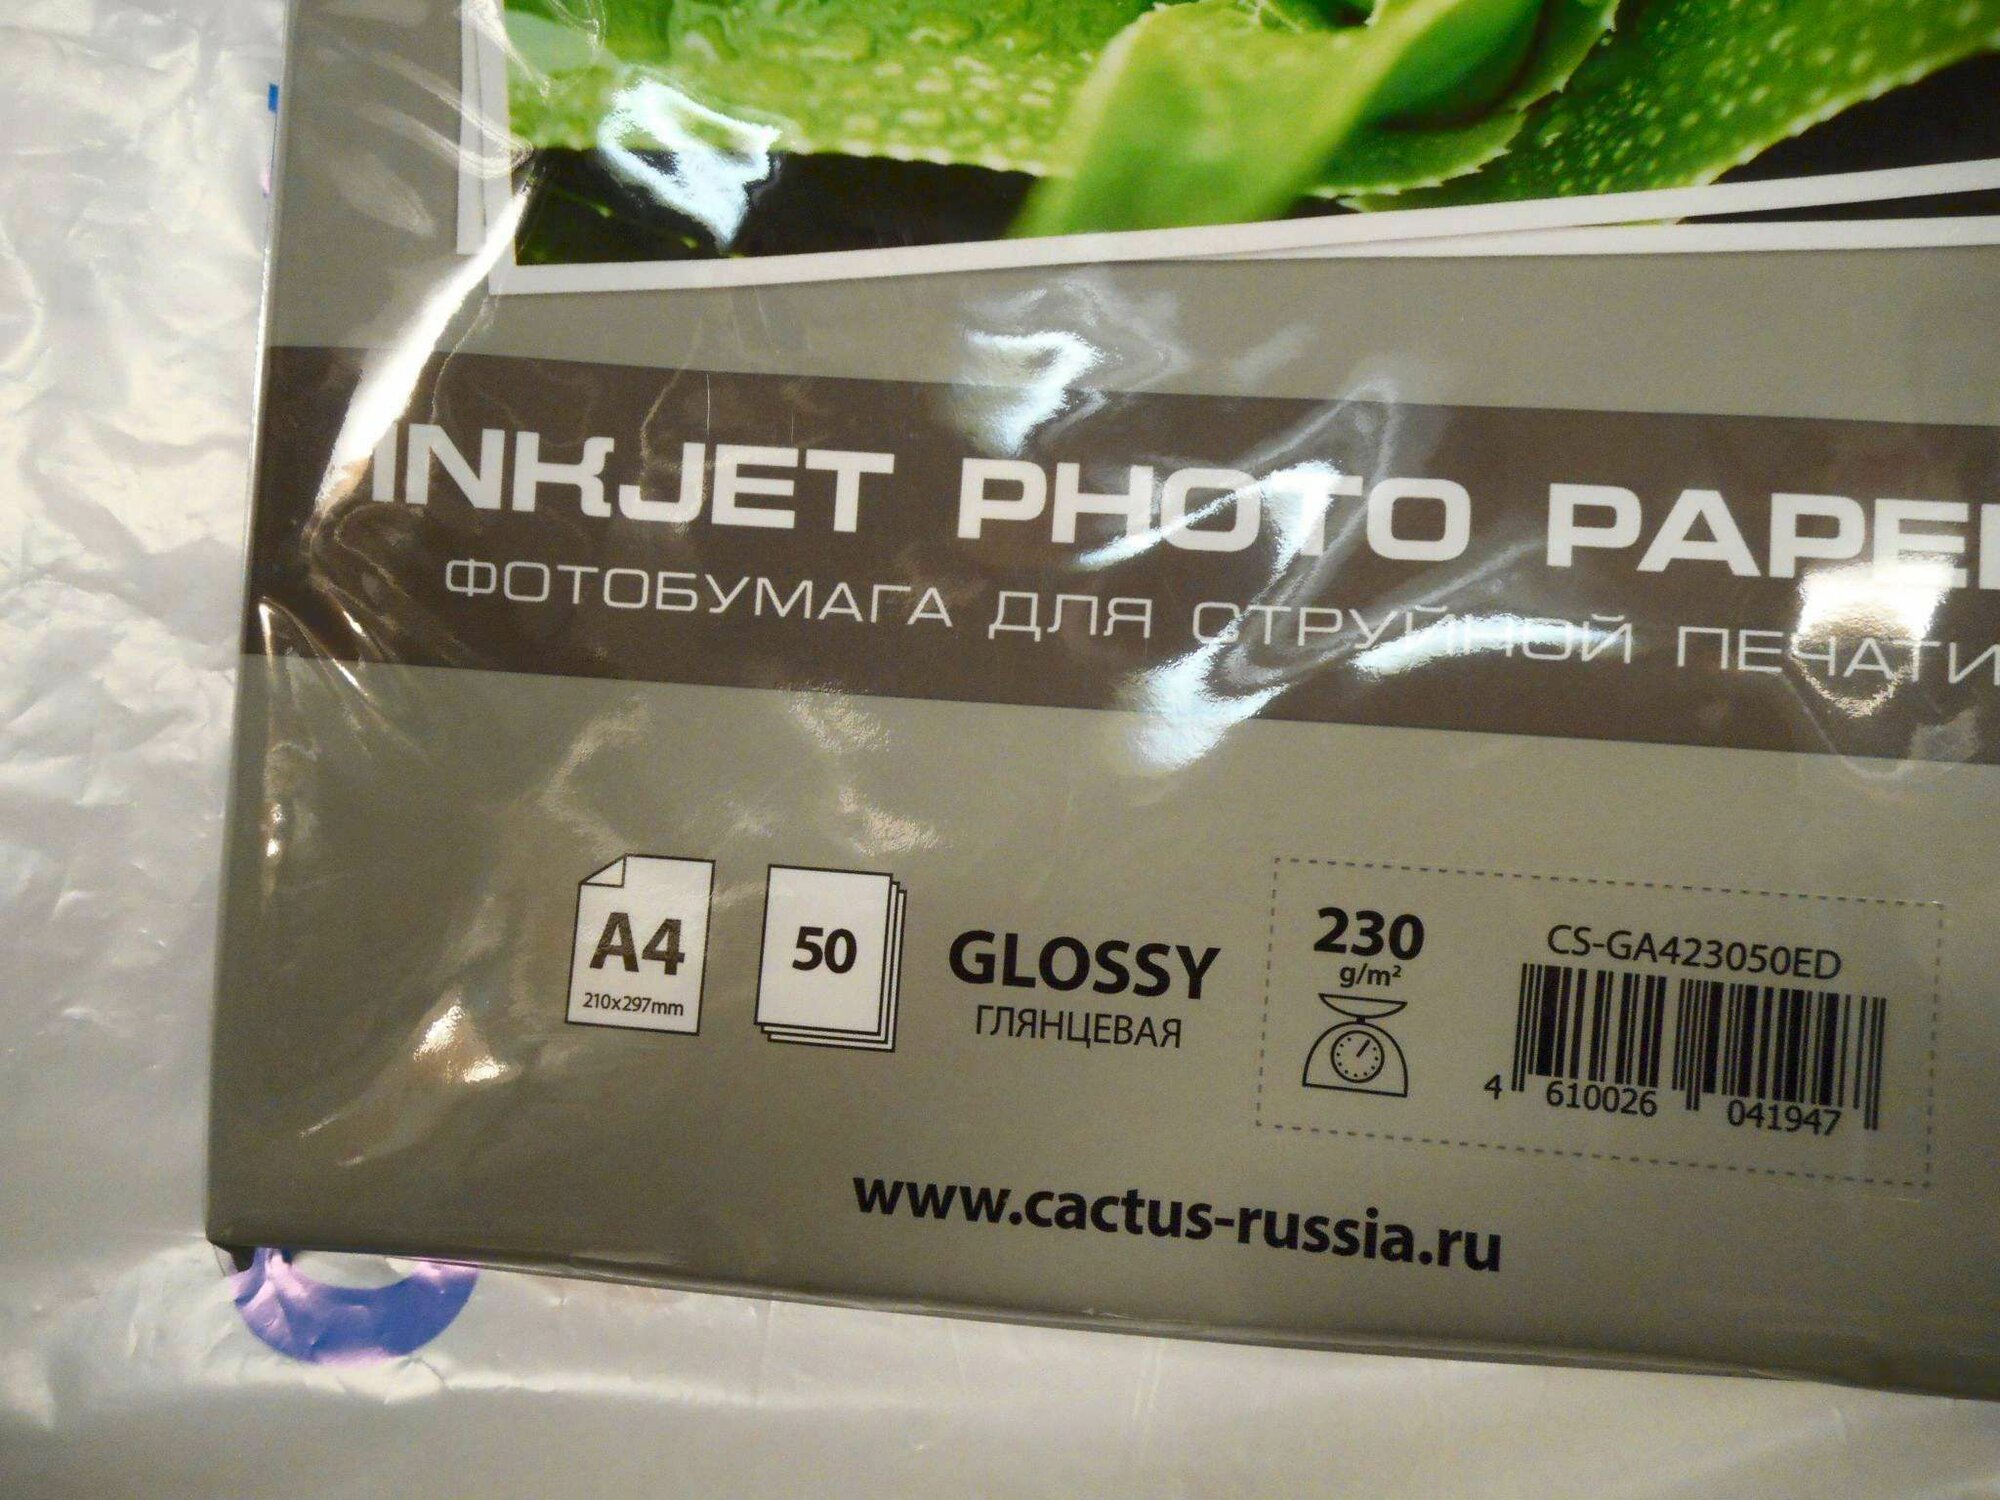 INKJET PHOTO PAPER
ФОТОБУМАГА ДЛЯ СТРУЙНОЙ ПЕЧАТИ
A4
210x297mm
50
GLOSSY
ГЛЯНЦЕВАЯ
230
g/m²
CS-GA423050ED
4 610026 041947
www.cactus-russia.ru